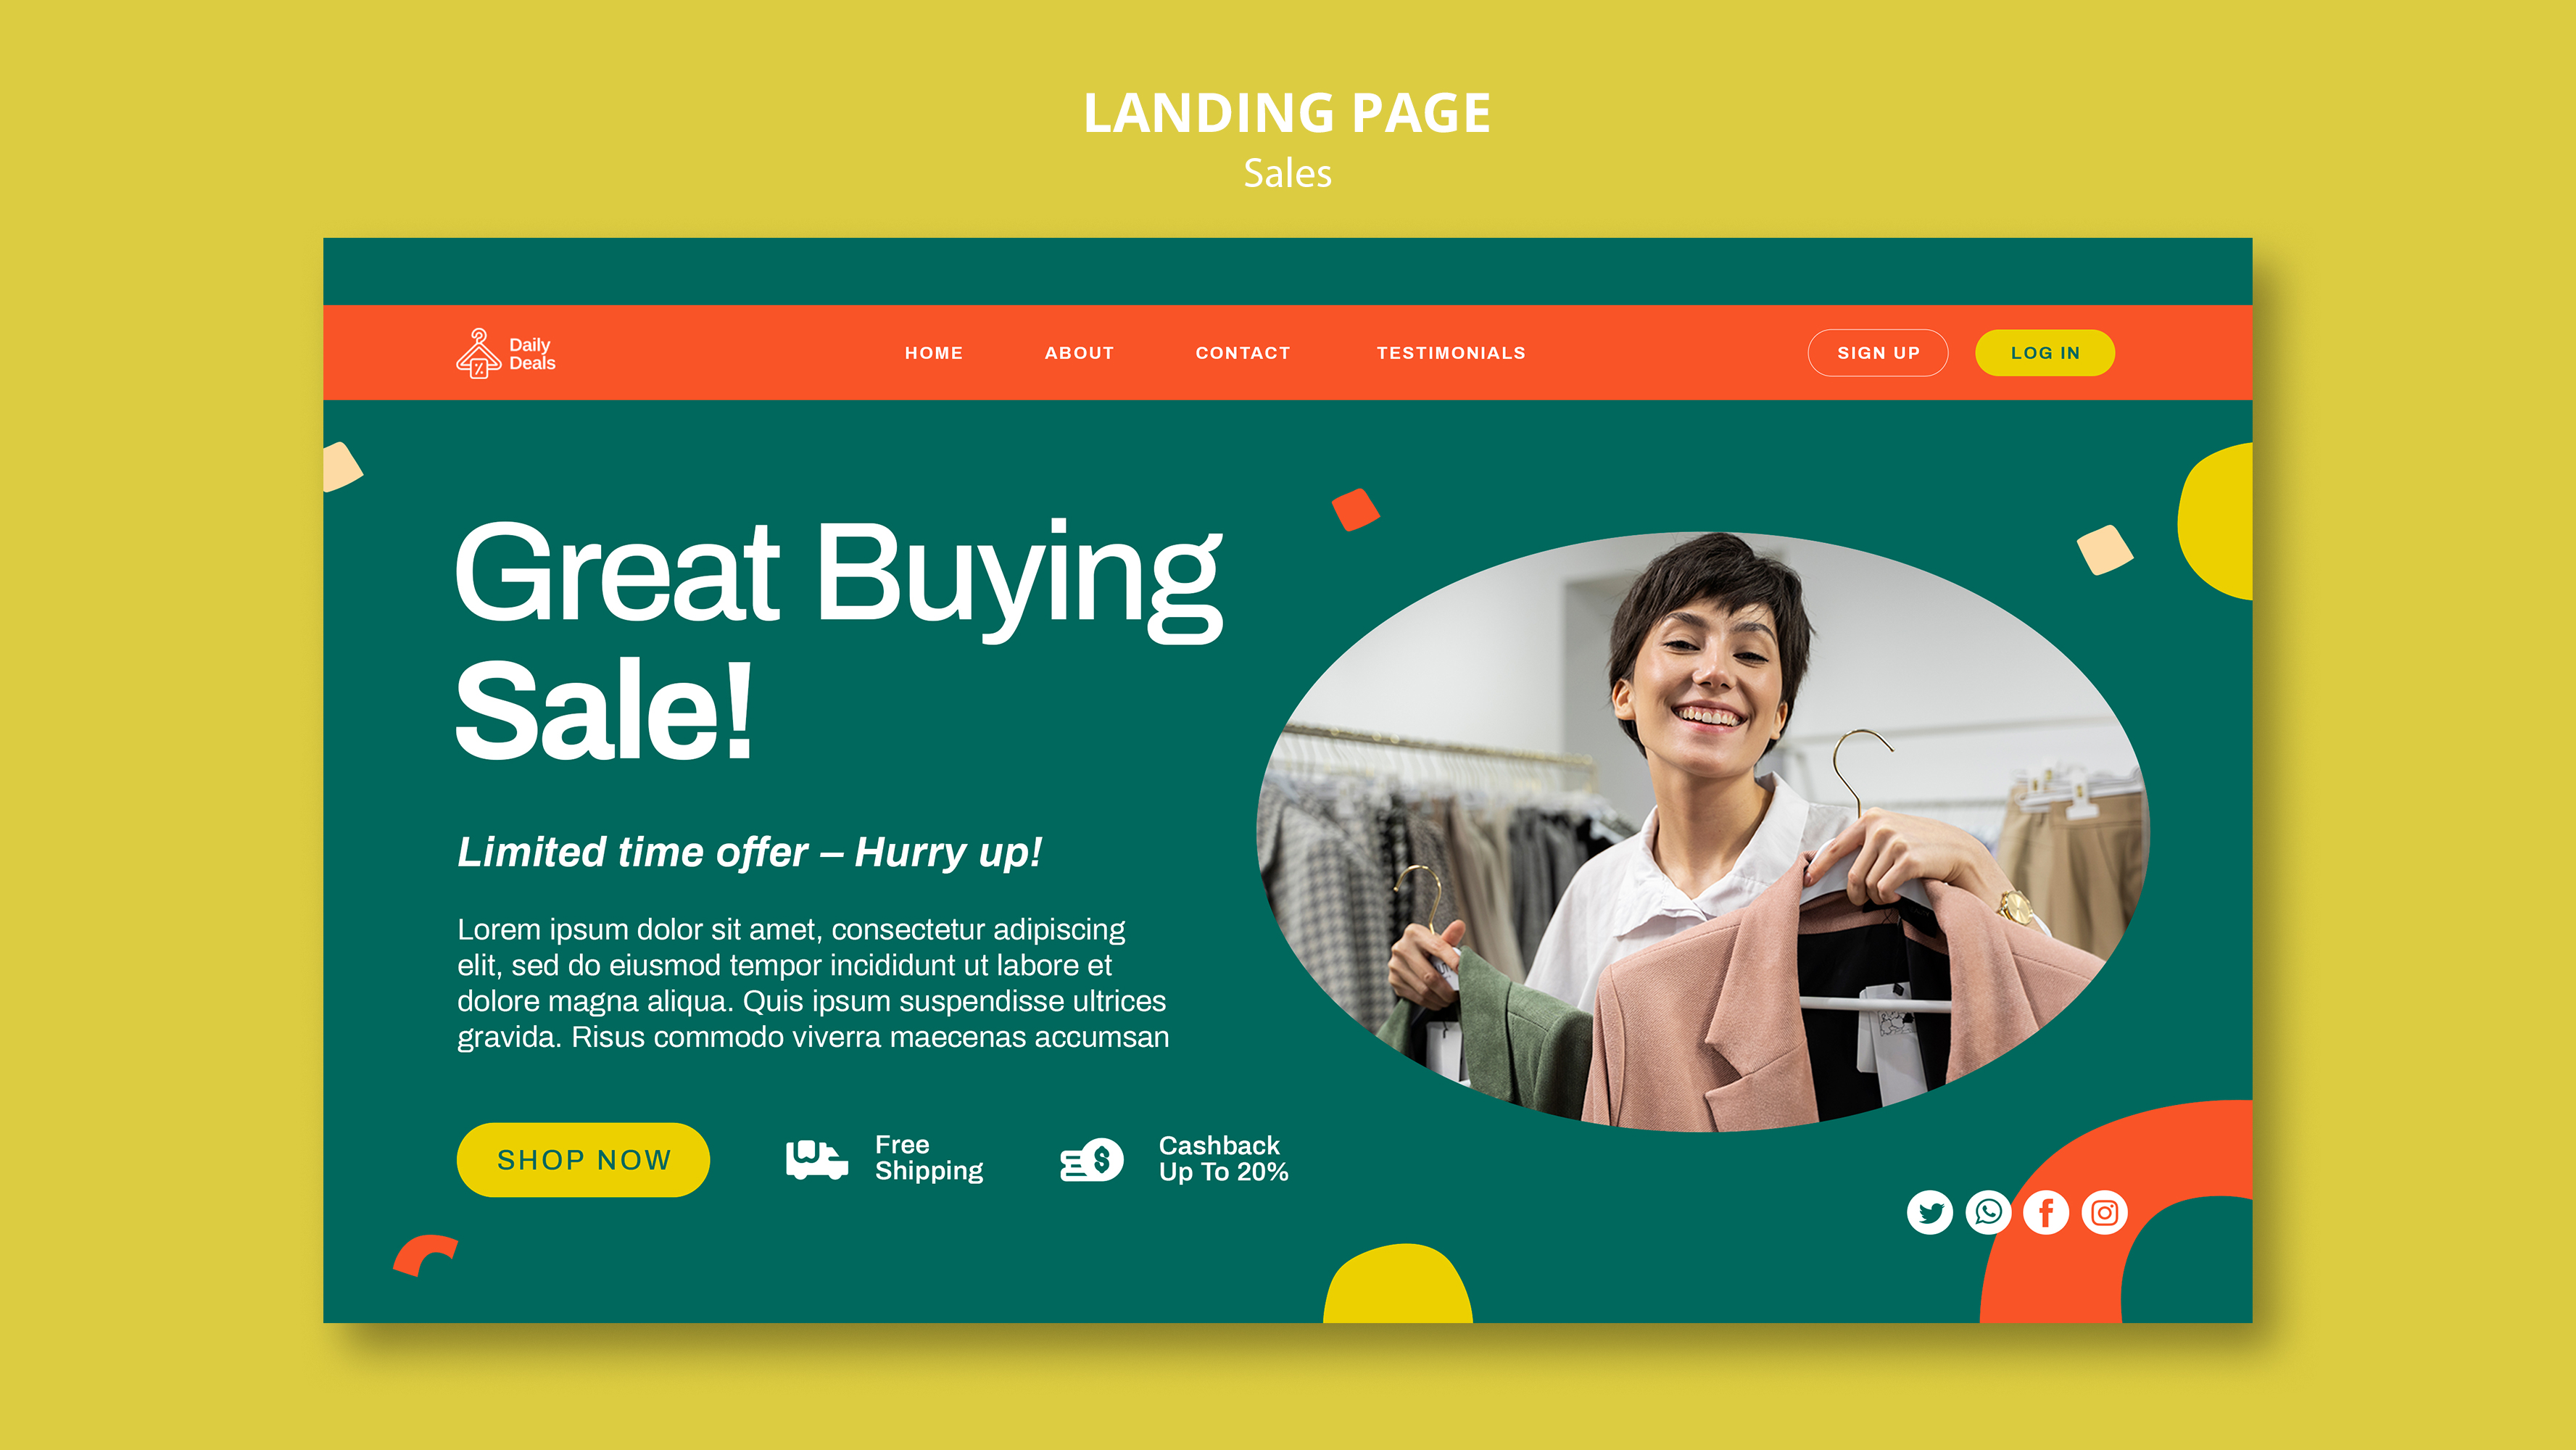 LANDING PAGE
Sales
Daily
Deals
HOME
ABOUT
CONTACT
TESTIMONIALS
SIGN UP
LOG IN
Great Buying
Sale!
Limited time offer – Hurry up!
Lorem ipsum dolor sit amet, consectetur adipiscing
elit, sed do eiusmod tempor incididunt ut labore et
dolore magna aliqua. Quis ipsum suspendisse ultrices
gravida. Risus commodo viverra maecenas accumsan
SHOP NOW
Free
Shipping
Cashback
Up To 20%